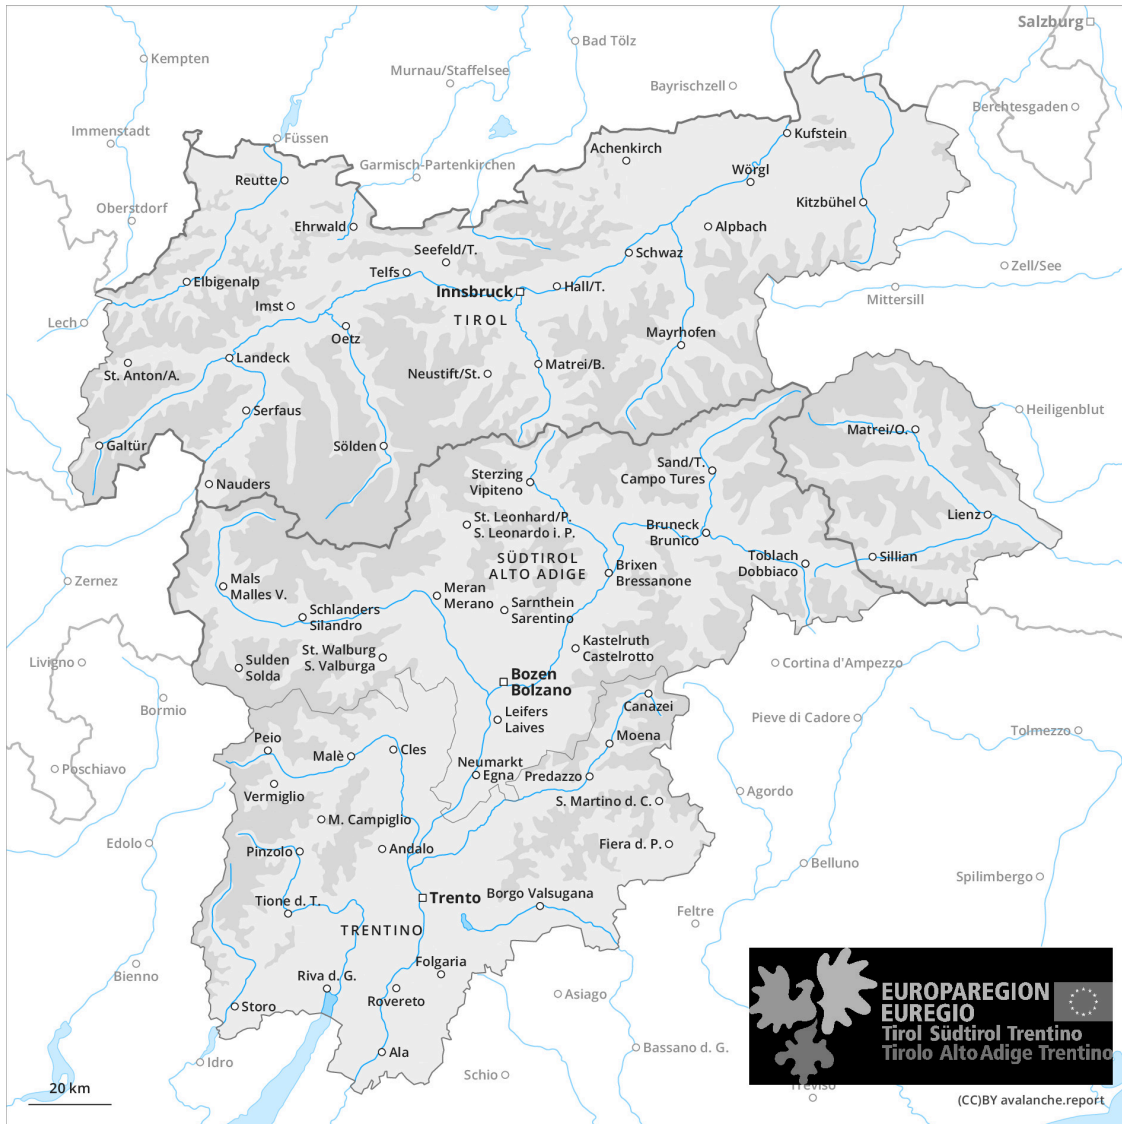 Salzburg
Bad Tölz
Kempten
Murnau/Staffelsee
Bayrischzell
Berchtesgaden
Immenstadt
Füssen
Kufstein
Achenkirch
Garmisch-Partenkirchen
Wörgl
Reutte
Kitzbühel
Oberstdorf
Ehrwald
Alpbach
Seefeld/T.
Schwaz
Telfs
Zell/See
Elbigenalp
Hall/T.
Innsbruck
Mittersill
Imst
TIROL
Lech
Oetz
Mayrhofen
Landeck
Matrei/B.
St. Anton/A.
Neustift/St.
Serfaus
Heiligenblut
Matrei/O.
Galtür
Sölden
Sand/T.
Campo Tures
Sterzing
Vipiteno
Nauders
St. Leonhard/P.
S. Leonardo i. P.
Lienz
Bruneck
Brunico
SÜDTIROL
ALTO ADIGE
Toblach
Dobbiaco
Sillian
Brixen
Bressanone
Zernez
Mals
Malles V.
Meran
Merano
Sarnthein
Sarentino
Schlanders
Silandro
Kastelruth
Castelrotto
St. Walburg
S. Valburga
Livigno
Sulden
Solda
Cortina d'Ampezzo
Bozen
Bolzano
Bormio
Canazei
Leifers
Laives
Pieve di Cadore
Tolmezzo
Moena
Peio
Cles
Malè
Neumarkt
Egna
Predazzo
Poschiavo
Agordo
Vermiglio
S. Martino d. C.
M. Campiglio
Edolo
Fiera d. P.
Andalo
Pinzolo
Belluno
Spilimbergo
Borgo Valsugana
Trento
Tione d. T.
Feltre
TRENTINO
Folgaria
Bienno
Riva d. G.
Rovereto
Asiago
Storo
EUROPAREGION
EUREGIO
Tirol Südtirol Trentino
Tirolo Alto Adige Trentino
Bassano d. G.
Ala
Idro
Schio
Treviso
20 km
(CC)BY avalanche.report